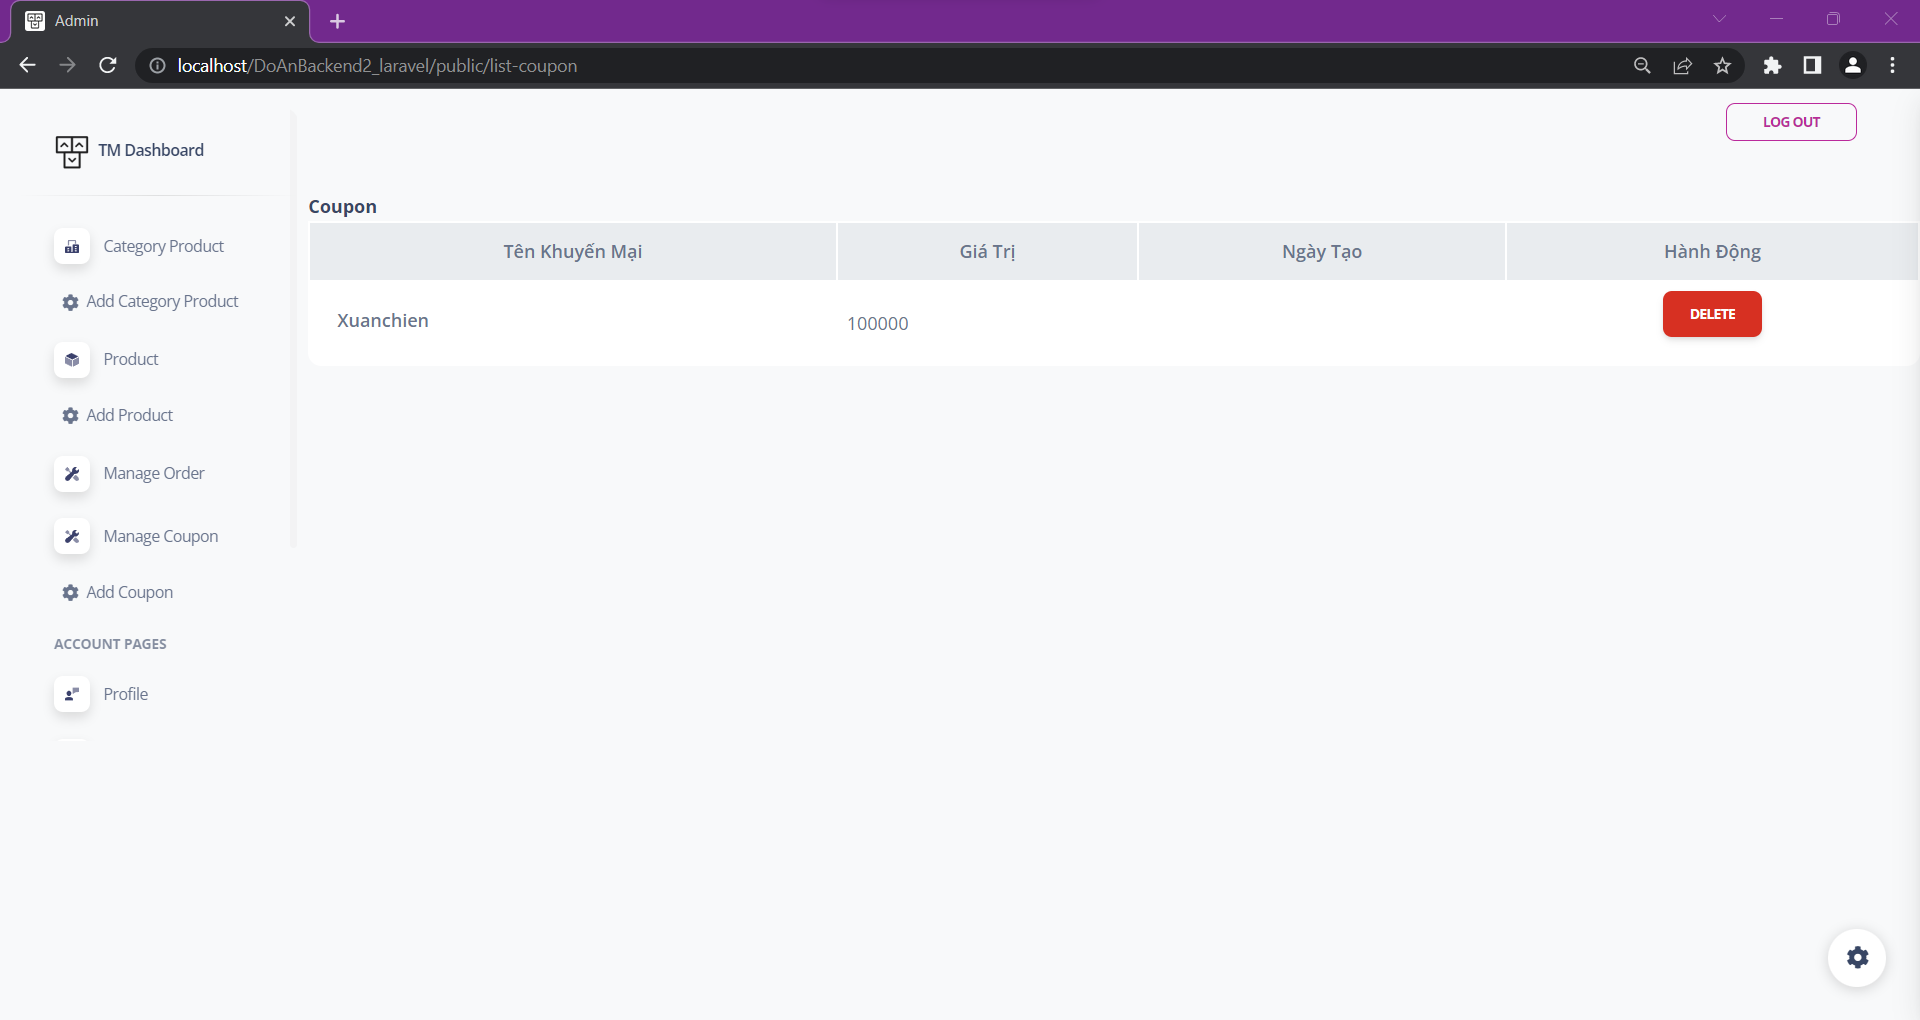 Admin
localhost/DoAnBackend2_laravel/public/list-coupon
LOG OUT
TM Dashboard
Coupon
Tên Khuyến Mại Giá Trị Ngày Tạo Hành Động
Xuanchien 100000 DELETE
Category Product
Add Category Product
Product
Add Product
Manage Order
Manage Coupon
Add Coupon
ACCOUNT PAGES
Profile